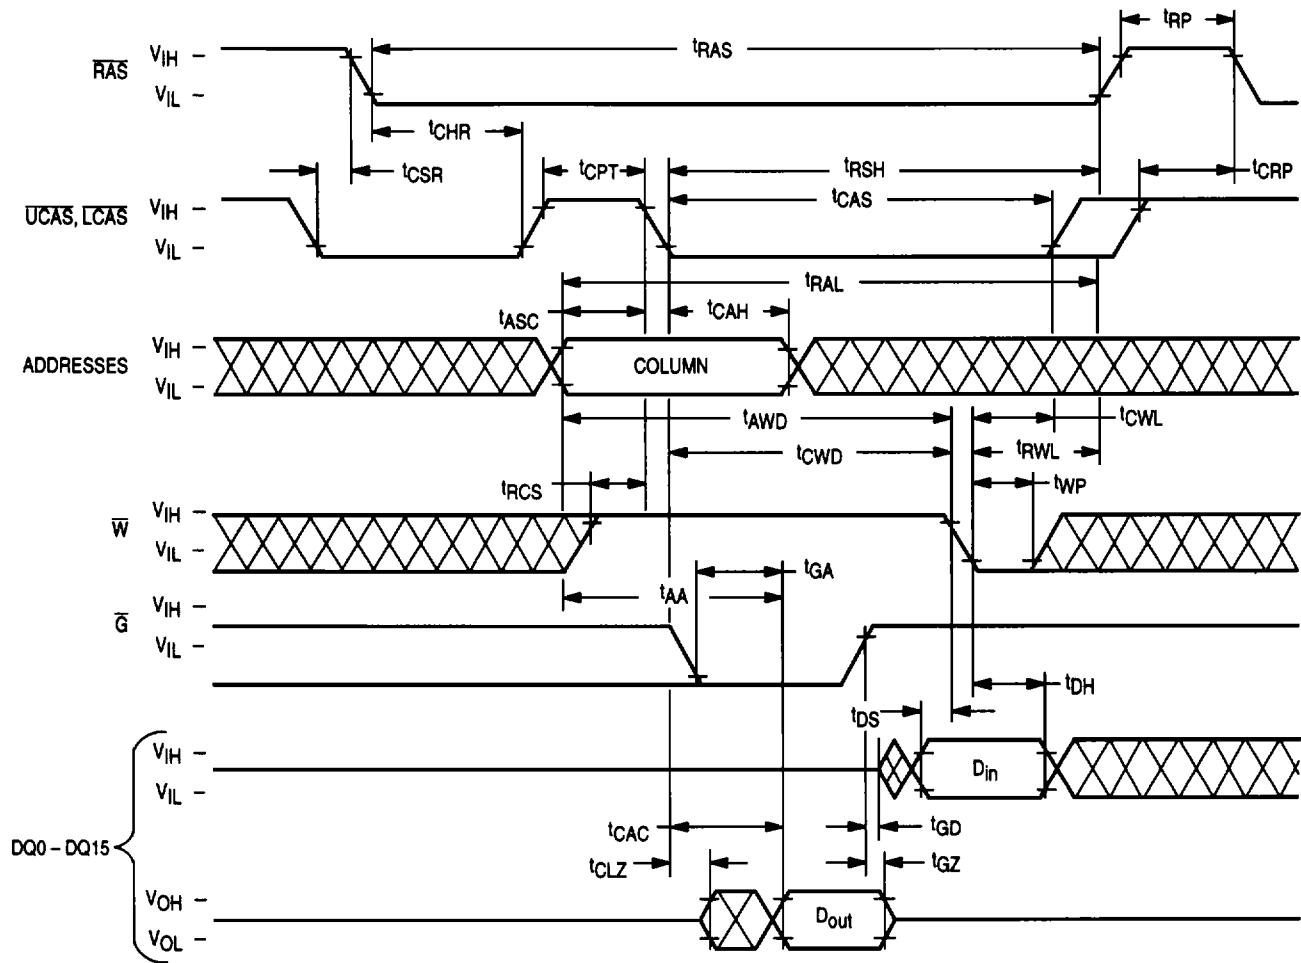 tRP
RAS VIH – tRAS
VIL –
tCHR
tCSR tCPT tRSH tCRP
UCAS, LCAS VIH – tCAS
VIL –
tRAL
tASC tCAH
ADDRESSES VIH – COLUMN
VIL –
tAWD tCWL
tCWD tRWL
tRCS tWP
W VIH –
VIL –
tGA
tAA
G VIH –
VIL –
tDH
tDS
VIH – Din
VIL –
tCAC tGD
DQ0 – DQ15
tCLZ tGZ
VOH – Dout
VOL –